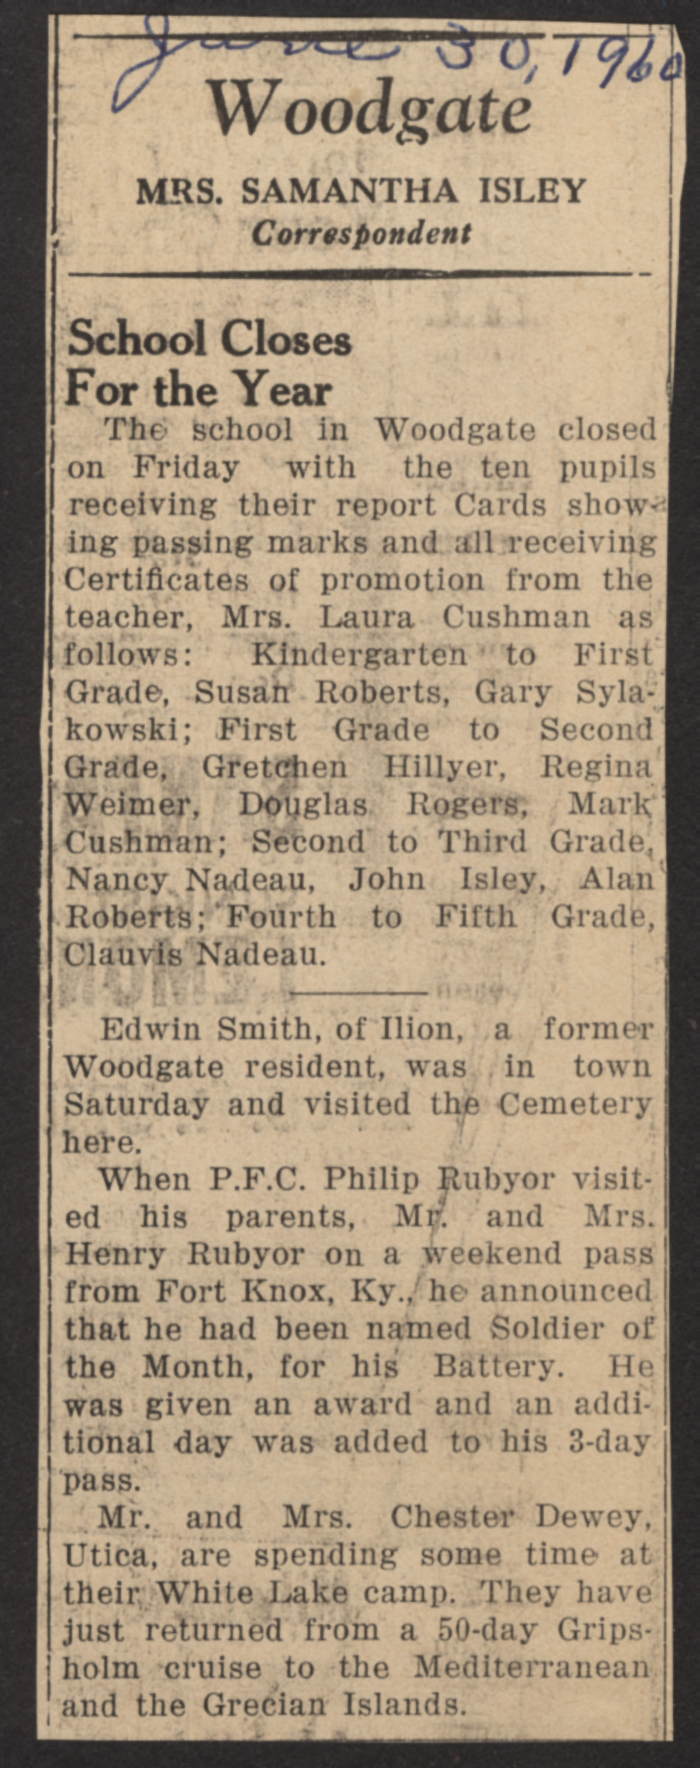 June 30, 1960
Woodgate
MRS. SAMANTHA ISLEY
Correspondent
School Closes
For the Year
The school in Woodgate closed
on Friday with the ten pupils
receiving their report Cards show-
ing passing marks and all receiving
Certificates of promotion from the
teacher, Mrs. Laura Cushman as
follows: Kindergarten to First
Grade, Susan Roberts, Gary Syla-
kowski; First Grade to Second
Grade, Gretchen Hillyer, Regina
Weimer, Douglas Rogers, Mark
Cushman; Second to Third Grade,
Nancy Nadeau, John Isley, Alan
Roberts; Fourth to Fifth Grade,
Clauvis Nadeau.
Edwin Smith, of Ilion, a former
Woodgate resident, was in town
Saturday and visited the Cemetery
here.
When P.F.C. Philip Rubyor visit-
ed his parents, Mr. and Mrs.
Henry Rubyor on a weekend pass
from Fort Knox, Ky., he announced
that he had been named Soldier of
the Month, for his Battery. He
was given an award and an addi-
tional day was added to his 3-day
pass.
Mr. and Mrs. Chester Dewey,
Utica, are spending some time at
their White Lake camp. They have
just returned from a 50-day Grips-
holm cruise to the Mediterranean
and the Grecian Islands.